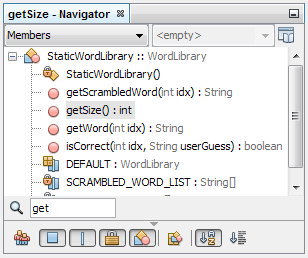 getSize - Navigator
Members <empty>
StaticWordLibrary :: WordLibrary
StaticWordLibrary()
getScrambledWord(int idx) : String
getSize() : int
getWord(int idx) : String
isCorrect(int idx, String userGuess) : boolean
DEFAULT : WordLibrary
SCRAMBLED_WORD_LIST : String[]
get